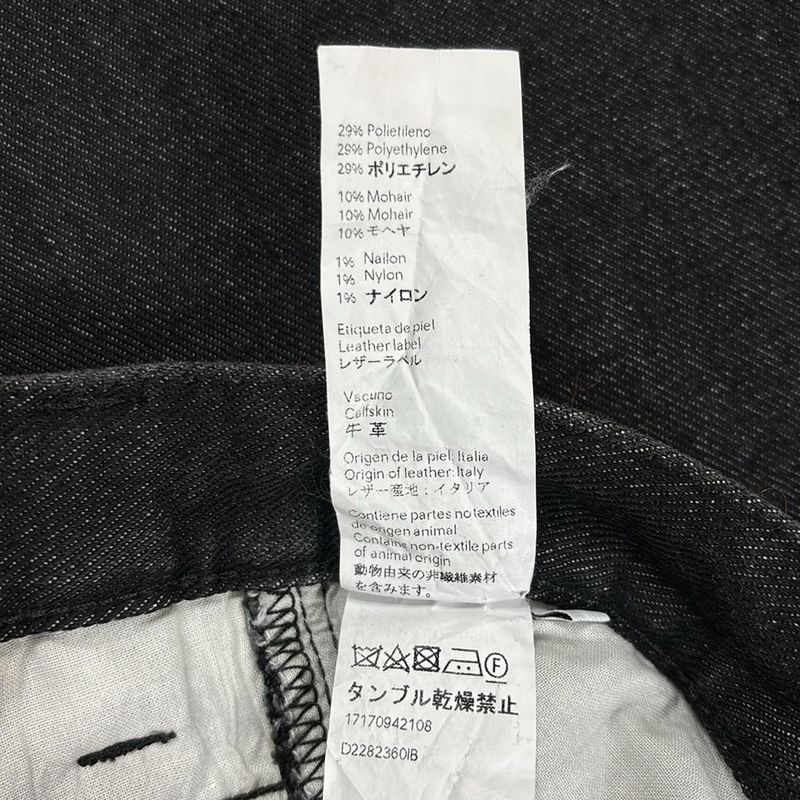 29% Polietileno
29% Polyethylene
29% ポリエチレン
10% Mohair
10% Mohair
10% モヘヤ
1% Nailon
1% Nylon
1% ナイロン
Etiqueta de piel
Leather label
レザーラベル
Vacuno
Calfskin
牛革
Origen de la piel: Italia
Origin of leather: Italy
レザー産地：イタリア
Contiene partes no textiles
de origen animal
Contains non-textile parts
of animal origin
動物由来の非繊維素材
を含みます。
F
タンブル乾燥禁止
17170942108
D2282360IB